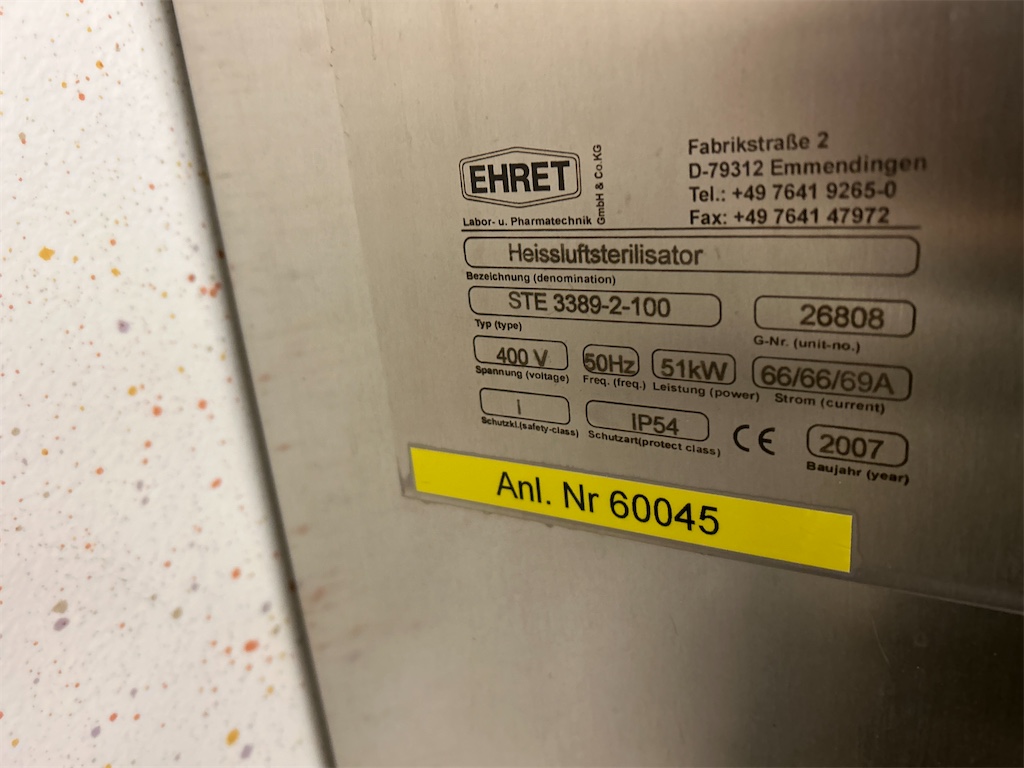 EHRET
GmbH & Co.KG
Labor- u. Pharmatechnik
Fabrikstraße 2
D-79312 Emmendingen
Tel.: +49 7641 9265-0
Fax: +49 7641 47972
Heissluftsterilisator
Bezeichnung (denomination)
STE 3389-2-100 26808
Typ (type) G-Nr. (unit-no.)
400 V 50Hz 51kW 66/66/69A
Spannung (voltage) Freq. (freq.) Leistung (power) Strom (current)
I IP54 CE 2007
Schutzkl.(safety-class) Schutzart(protect class) Baujahr (year)
Anl. Nr 60045